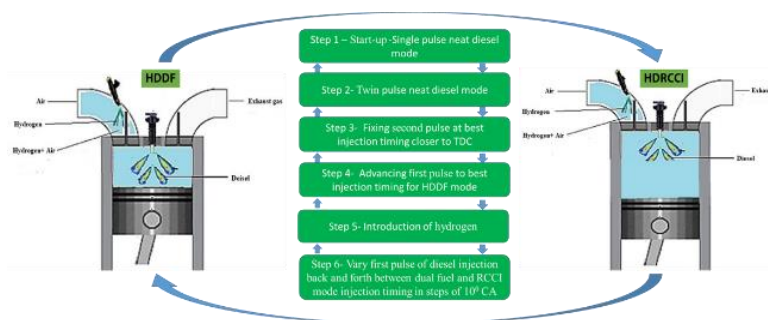 HDDF
Air
Hydrogen
Hydrogen+ Air
Exhaust gas
Deisel
Step 1 – Start-up -Single pulse neat diesel
mode
Step 2- Twin pulse neat diesel mode
Step 3- Fixing second pulse at best
injection timing closer to TDC
Step 4- Advancing first pulse to best
injection timing for HDDF mode
Step 5- Introduction of hydrogen
Step 6- Vary first pulse of diesel injection
back and forth between dual fuel and RCCI
mode injection timing in steps of 10⁰ CA
HDRCCI
Air
Hydrogen
Hydrogen+ Air
Exhau
Diesel